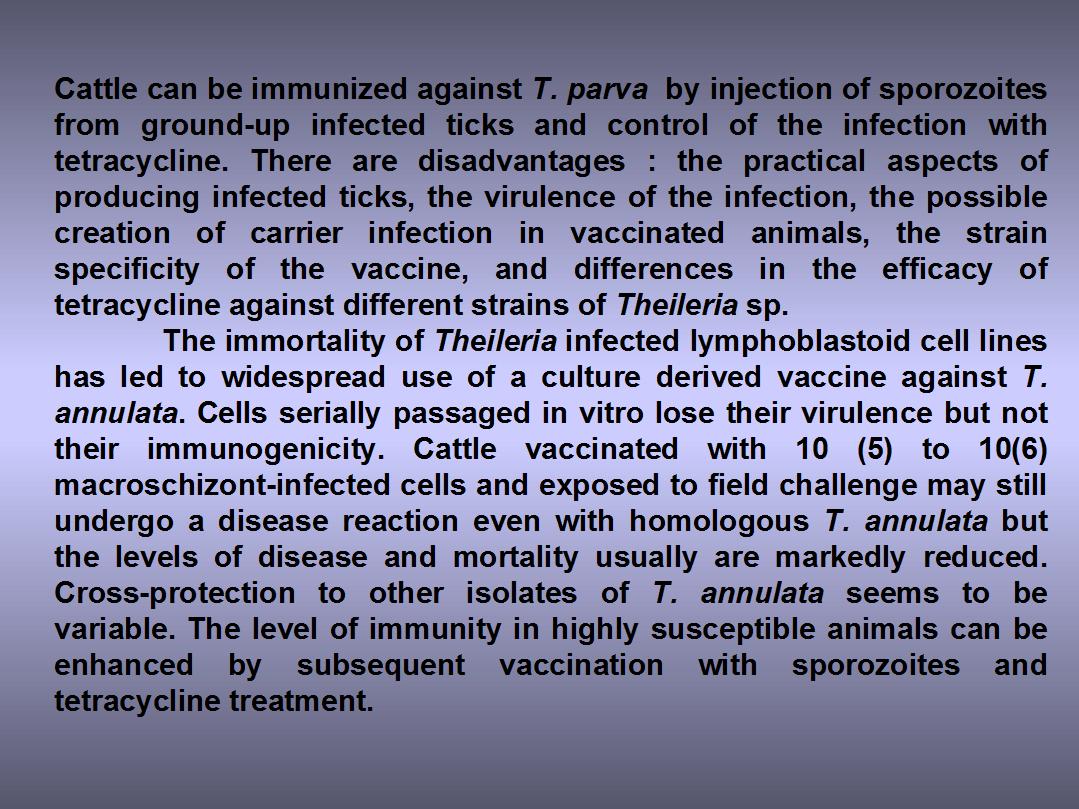 Cattle can be immunized against T. parva by injection of sporozoites
from ground-up infected ticks and control of the infection with
tetracycline. There are disadvantages : the practical aspects of
producing infected ticks, the virulence of the infection, the possible
creation of carrier infection in vaccinated animals, the strain
specificity of the vaccine, and differences in the efficacy of
tetracycline against different strains of Theileria sp.
The immortality of Theileria infected lymphoblastoid cell lines
has led to widespread use of a culture derived vaccine against T.
annulata. Cells serially passaged in vitro lose their virulence but not
their immunogenicity. Cattle vaccinated with 10 (5) to 10(6)
macroschizont-infected cells and exposed to field challenge may still
undergo a disease reaction even with homologous T. annulata but
the levels of disease and mortality usually are markedly reduced.
Cross-protection to other isolates of T. annulata seems to be
variable. The level of immunity in highly susceptible animals can be
enhanced by subsequent vaccination with sporozoites and
tetracycline treatment.